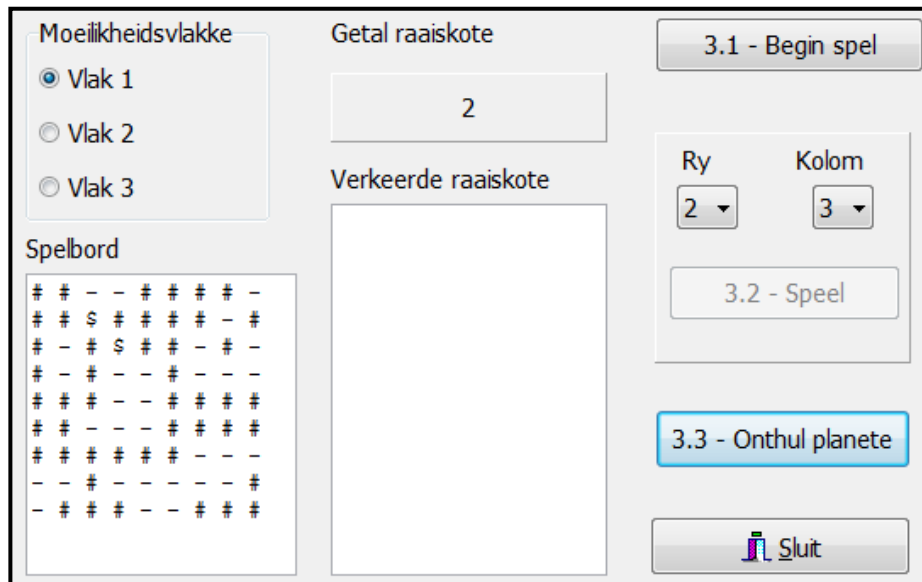 Moeilikheidsvlakke
Vlak 1
Vlak 2
Vlak 3
Getal raaiskote
2
3.1 - Begin spel
Verkeerde raaiskote
Ry Kolom
2 3
3.2 - Speel
Spelbord
# # - - # # # # -
# # $ # # # # - #
# - # $ # # - # -
# - # - - # - - -
# # # - - # # # #
# # - - - # # # #
# # # # # # - - -
- - # - - - - - #
- # # # - - # # #
3.3 - Onthul planete
Sluit